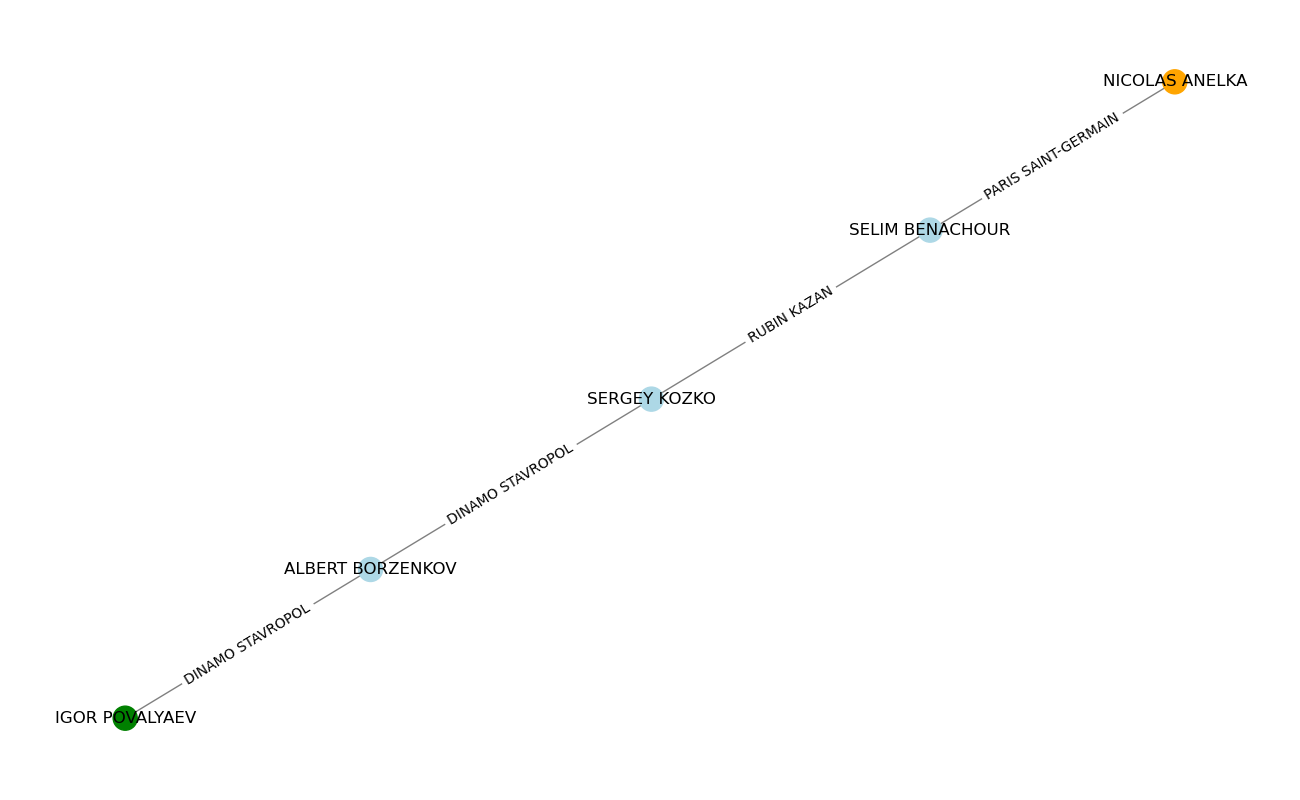 NICOLAS ANELKA
PARIS SAINT-GERMAIN
SELIM BENACHOUR
RUBIN KAZAN
SERGEY KOZKO
DINAMO STAVROPOL
ALBERT BORZENKOV
DINAMO STAVROPOL
IGOR POVALYAEV